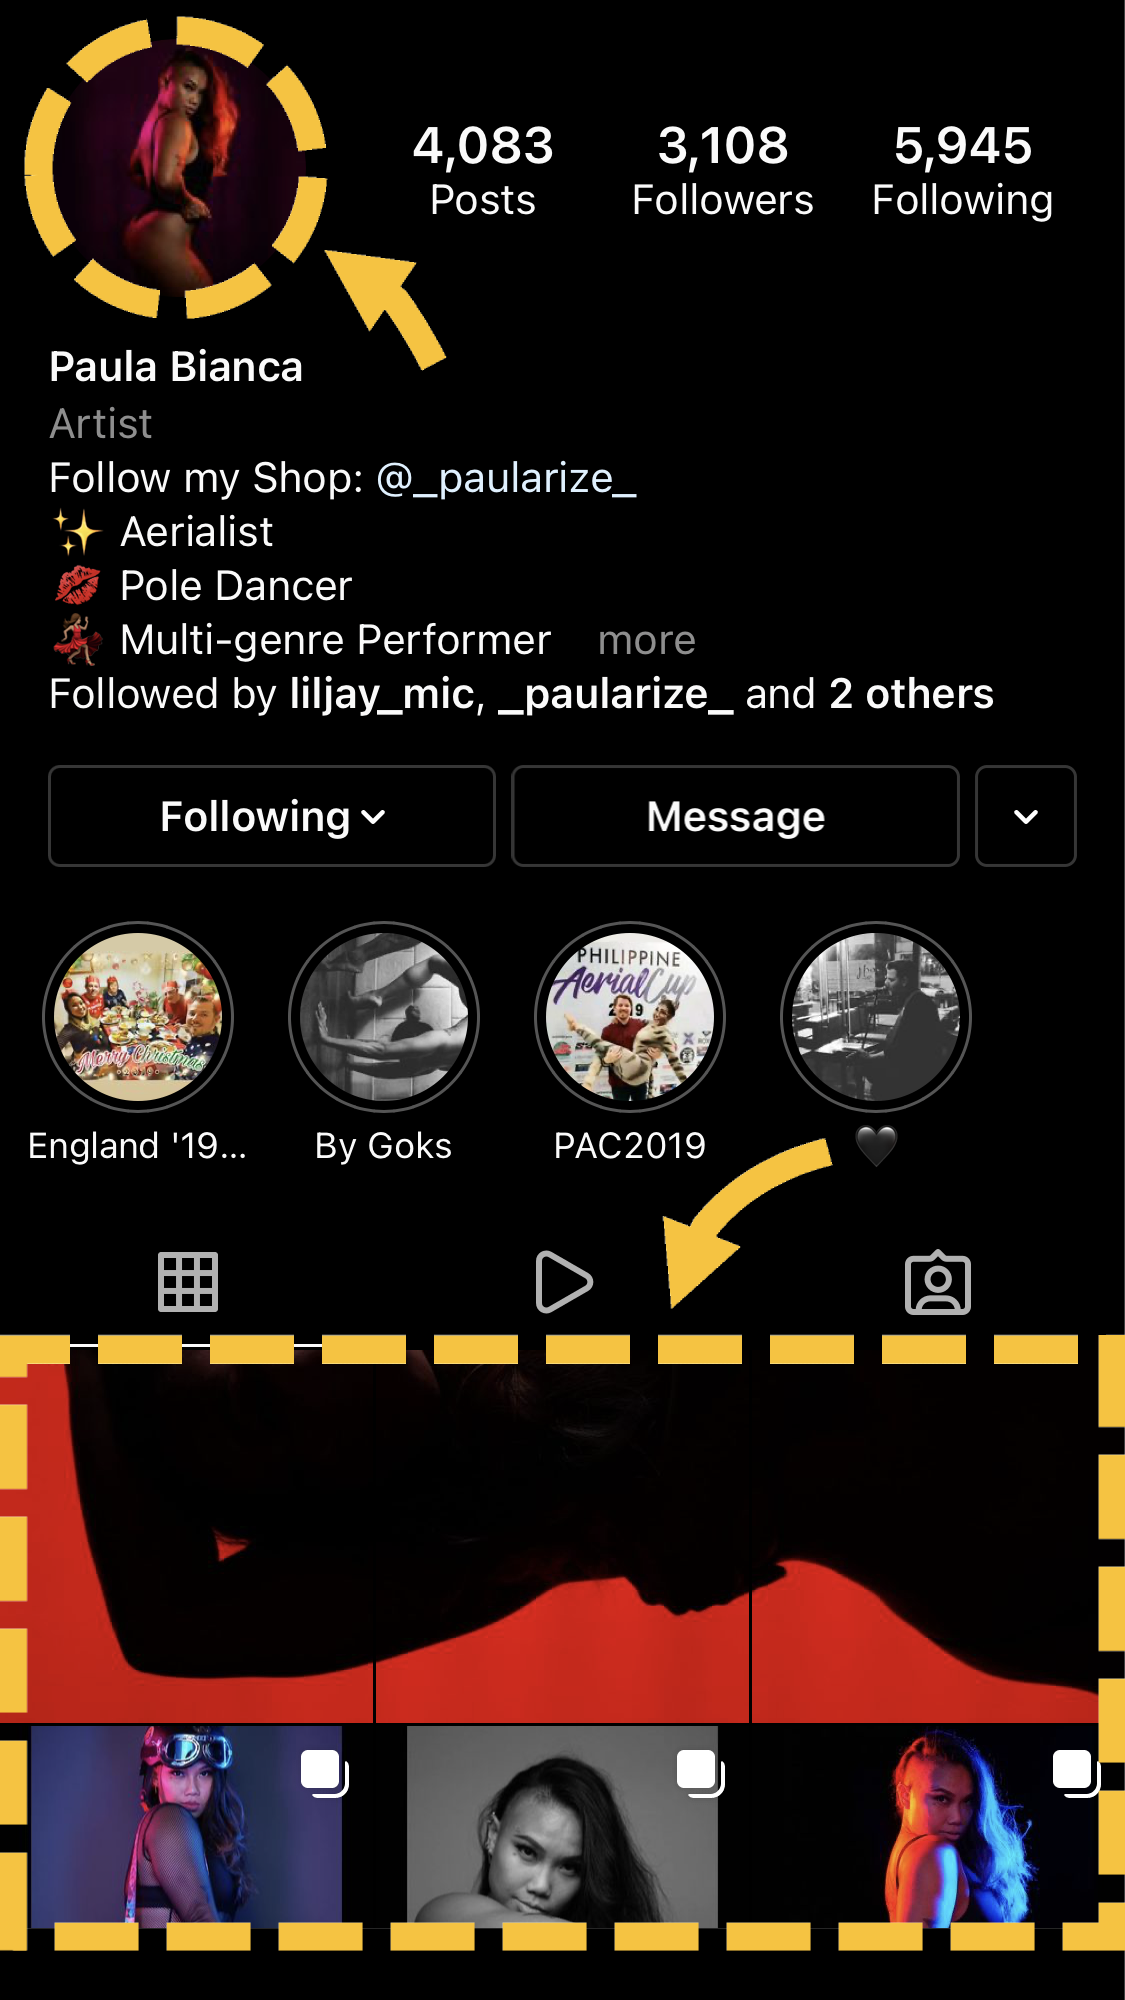 4,083 3,108 5,945
Posts Followers Following
Paula Bianca
Artist
Follow my Shop: @_paularize_
✨ Aerialist
💋 Pole Dancer
💃🏽 Multi-genre Performer more
Followed by liljay_mic, _paularize_ and 2 others
Following Message
Merry Christmas
PHILIPPINE
AerialCup
2019
England '19... By Goks PAC2019 🖤